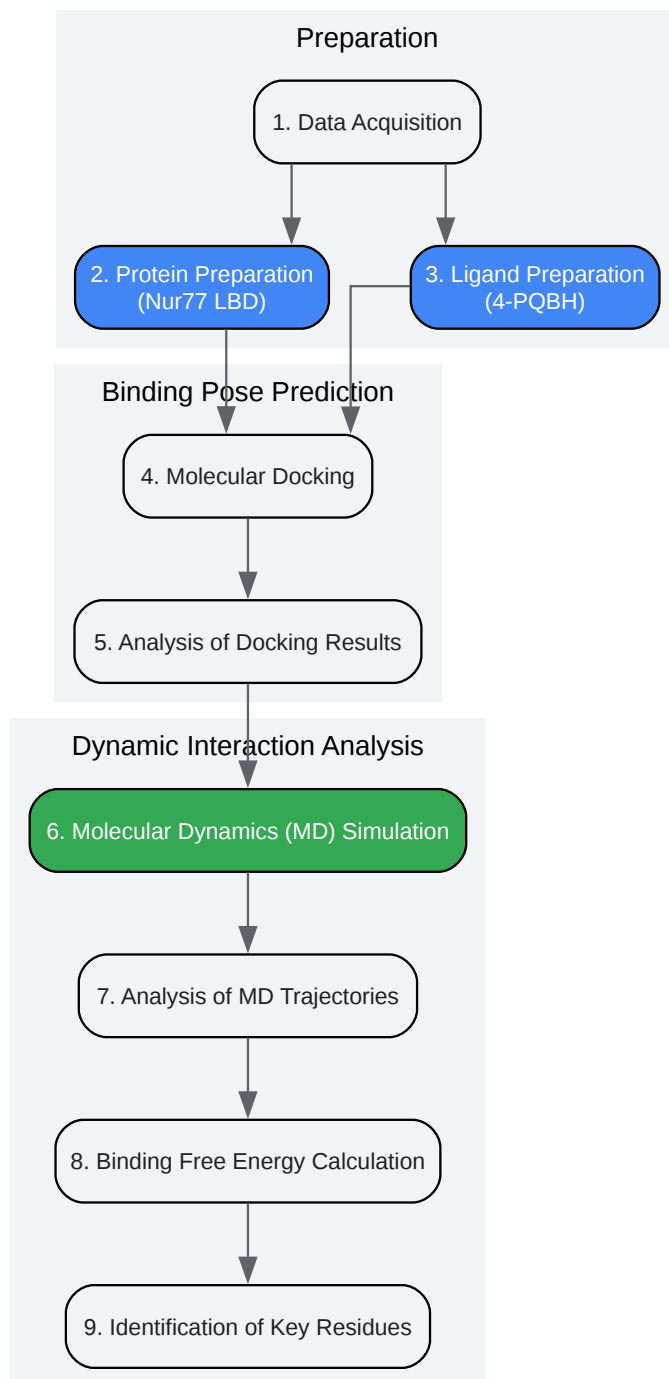 Preparation
1. Data Acquisition
2. Protein Preparation
(Nur77 LBD)
3. Ligand Preparation
(4-PQBH)
Binding Pose Prediction
4. Molecular Docking
5. Analysis of Docking Results
Dynamic Interaction Analysis
6. Molecular Dynamics (MD) Simulation
7. Analysis of MD Trajectories
8. Binding Free Energy Calculation
9. Identification of Key Residues